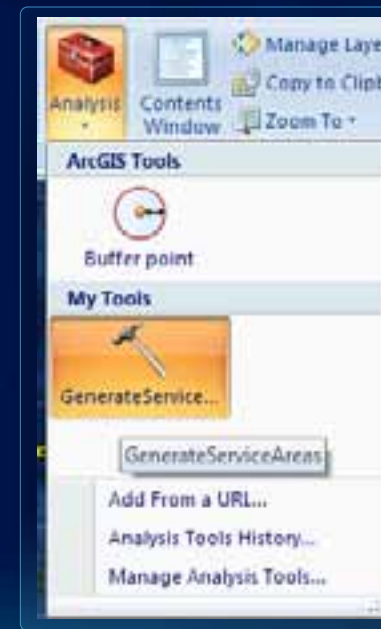 Manage Laye
Copy to Clipb
Zoom To
Analysis
Contents
Window
ArcGIS Tools
Buffer point
My Tools
GenerateService...
GenerateServiceAreas
Add From a URL...
Analysis Tools History...
Manage Analysis Tools...